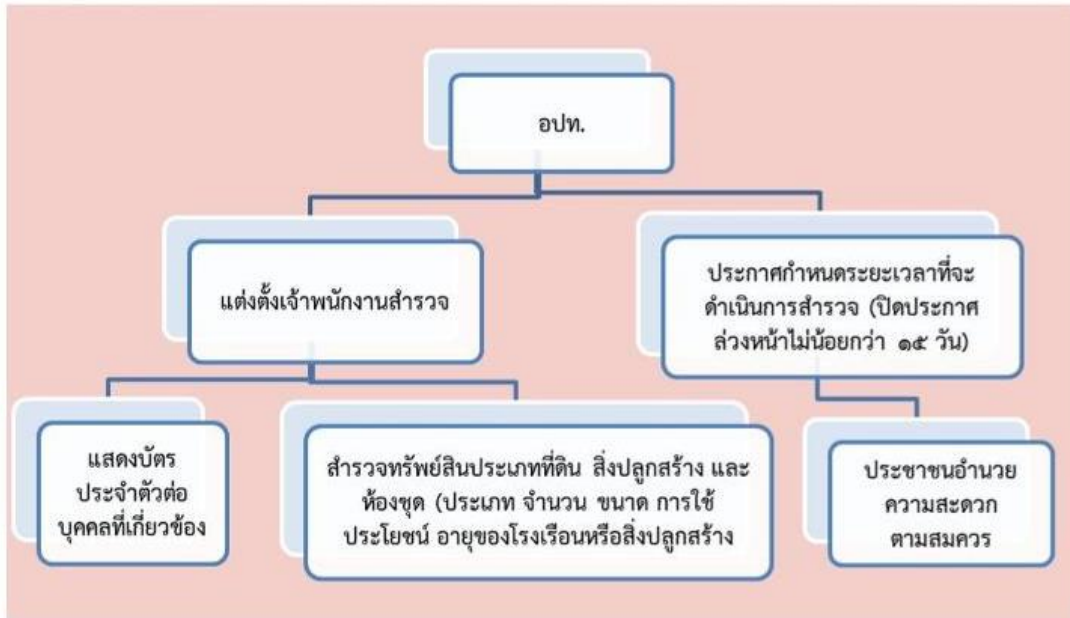 อปท.
แต่งตั้งเจ้าพนักงานสำรวจ
ประกาศกำหนดระยะเวลาที่จะ
ดำเนินการสำรวจ (ปิดประกาศ
ล่วงหน้าไม่น้อยกว่า ๑๕ วัน)
แสดงบัตร
ประจำตัวต่อ
บุคคลที่เกี่ยวข้อง
สำรวจทรัพย์สินประเภทที่ดิน สิ่งปลูกสร้าง และ
ห้องชุด (ประเภท จำนวน ขนาด การใช้
ประโยชน์ อายุของโรงเรือนหรือสิ่งปลูกสร้าง
ประชาชนอำนวย
ความสะดวก
ตามสมควร